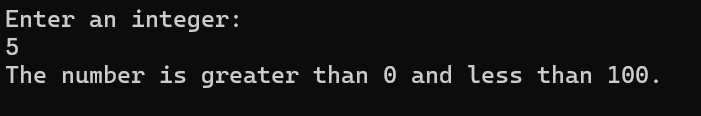 Enter an integer:
5
The number is greater than 0 and less than 100.